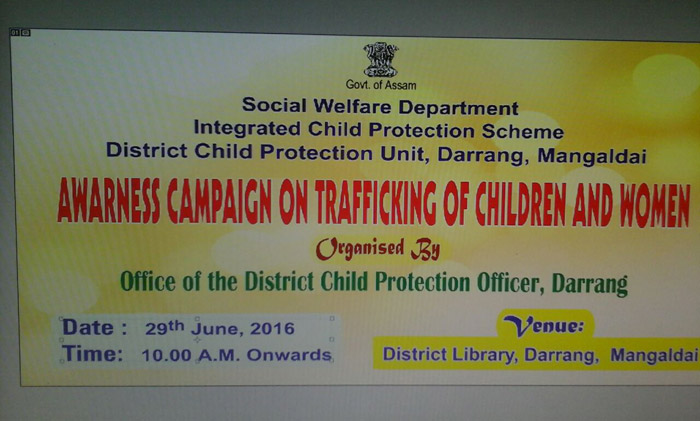 Govt. of Assam
Social Welfare Department
Integrated Child Protection Scheme
District Child Protection Unit, Darrang, Mangaldai
AWARNESS CAMPAIGN ON TRAFFICKING OF CHILDREN AND WOMEN
Organised By
Office of the District Child Protection Officer, Darrang
Date : 29th June, 2016
Time: 10.00 A.M. Onwards
Venue:
District Library, Darrang, Mangaldai